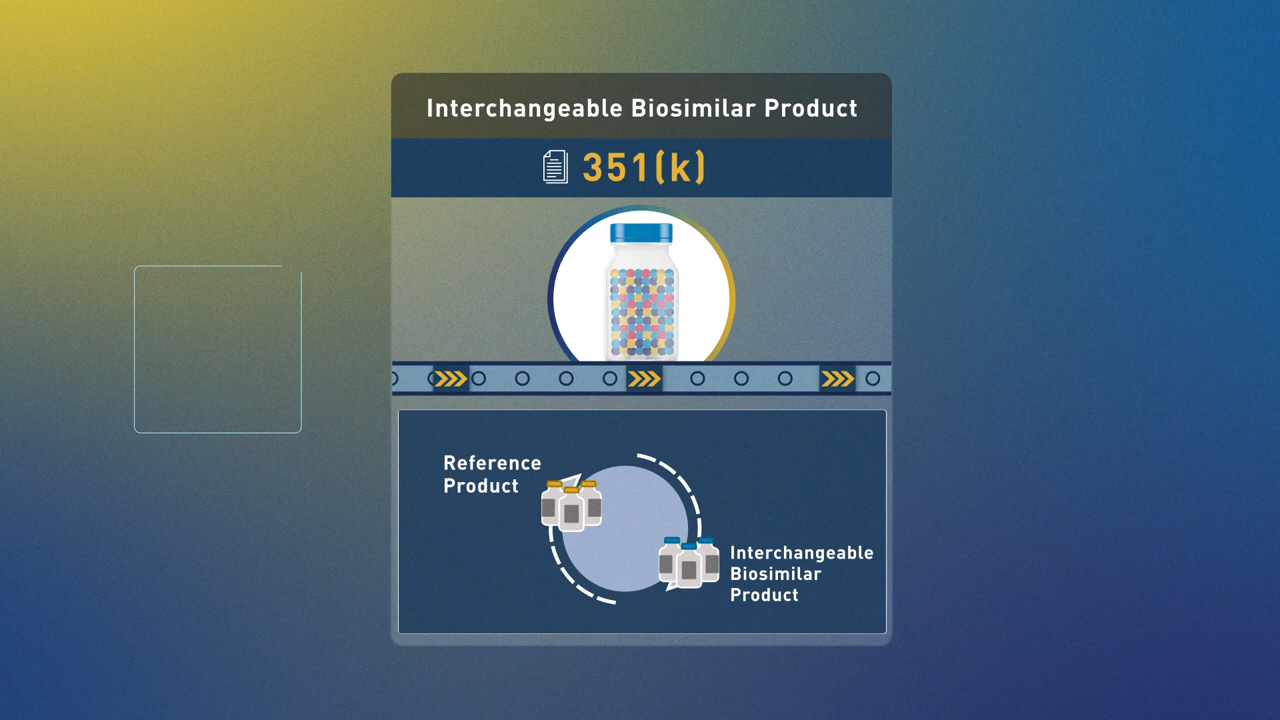 Interchangeable Biosimilar Product
351(k)
Reference
Product
Interchangeable
Biosimilar
Product